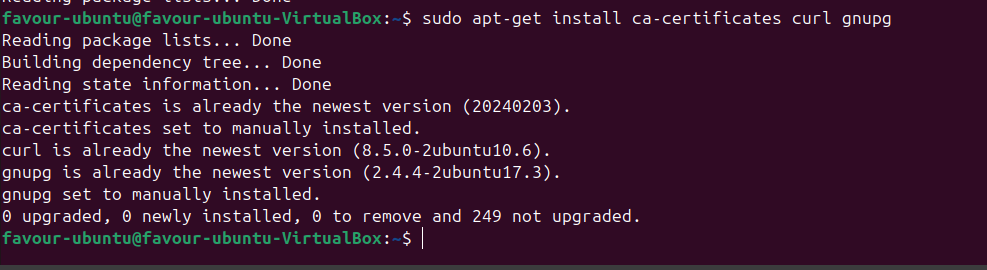 Reading package lists... Done
favour-ubuntu@favour-ubuntu-VirtualBox:~$ sudo apt-get install ca-certificates curl gnupg
Reading package lists... Done
Building dependency tree... Done
Reading state information... Done
ca-certificates is already the newest version (20240203).
ca-certificates set to manually installed.
curl is already the newest version (8.5.0-2ubuntu10.6).
gnupg is already the newest version (2.4.4-2ubuntu17.3).
gnupg set to manually installed.
0 upgraded, 0 newly installed, 0 to remove and 249 not upgraded.
favour-ubuntu@favour-ubuntu-VirtualBox:~$